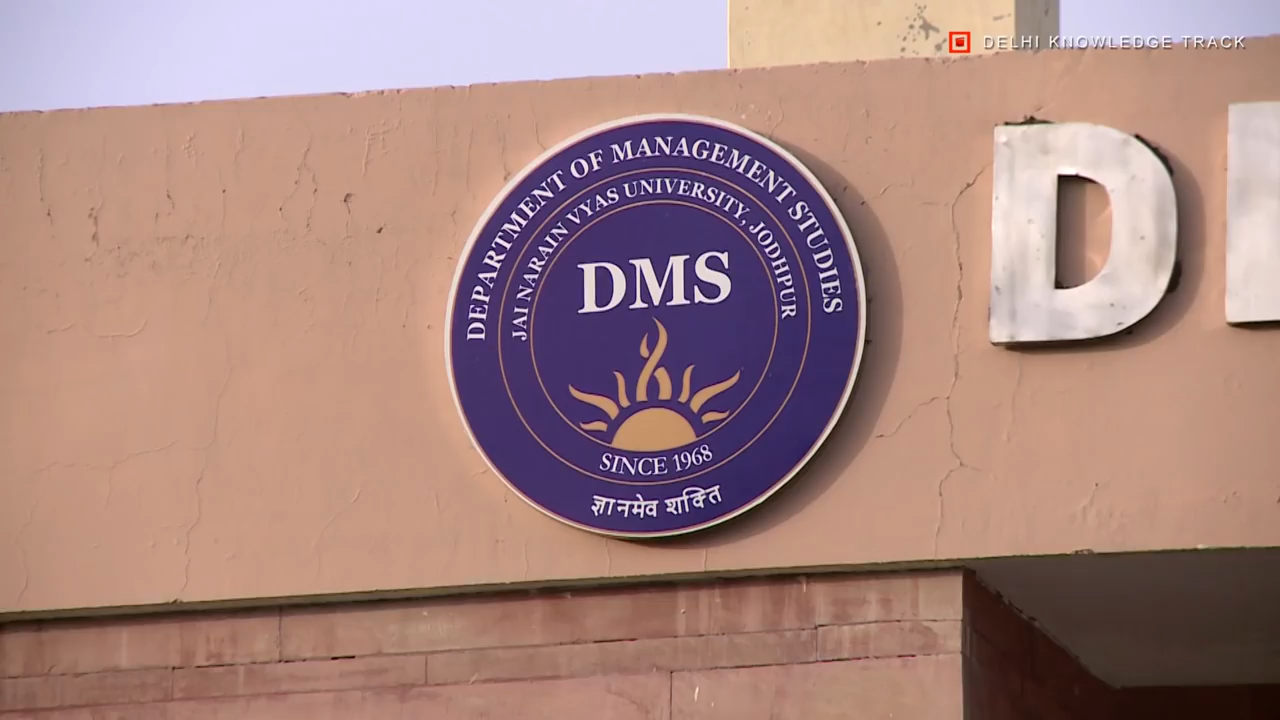 DELHI KNOWLEDGE TRACK
DEPARTMENT OF MANAGEMENT STUDIES
JAI NARAIN VYAS UNIVERSITY, JODHPUR
DMS
SINCE 1968
ज्ञानमेव शक्ति
D